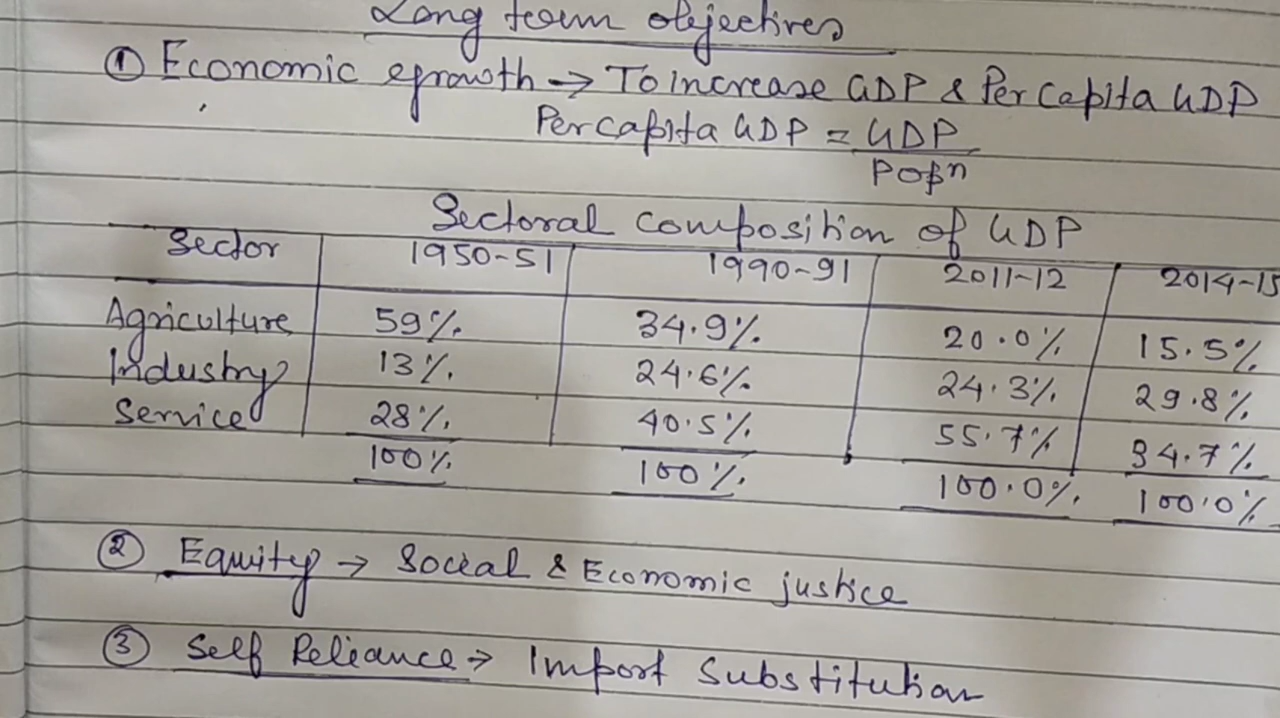 Long term objectives
① Economic growth → To increase GDP & Per Capita GDP
Per Capita GDP = GDP
Popn
Sectoral composition of GDP
Sector 1950-51 1990-91 2011-12 2014-15
Agriculture 59% 34.9% 20.0% 15.5%
Industry 13% 24.6% 24.3% 29.8%
Service 28% 40.5% 55.7% 34.7%
100% 100% 100.0% 100.0%
② Equity → Social & Economic justice
③ Self Reliance → Import Substitution